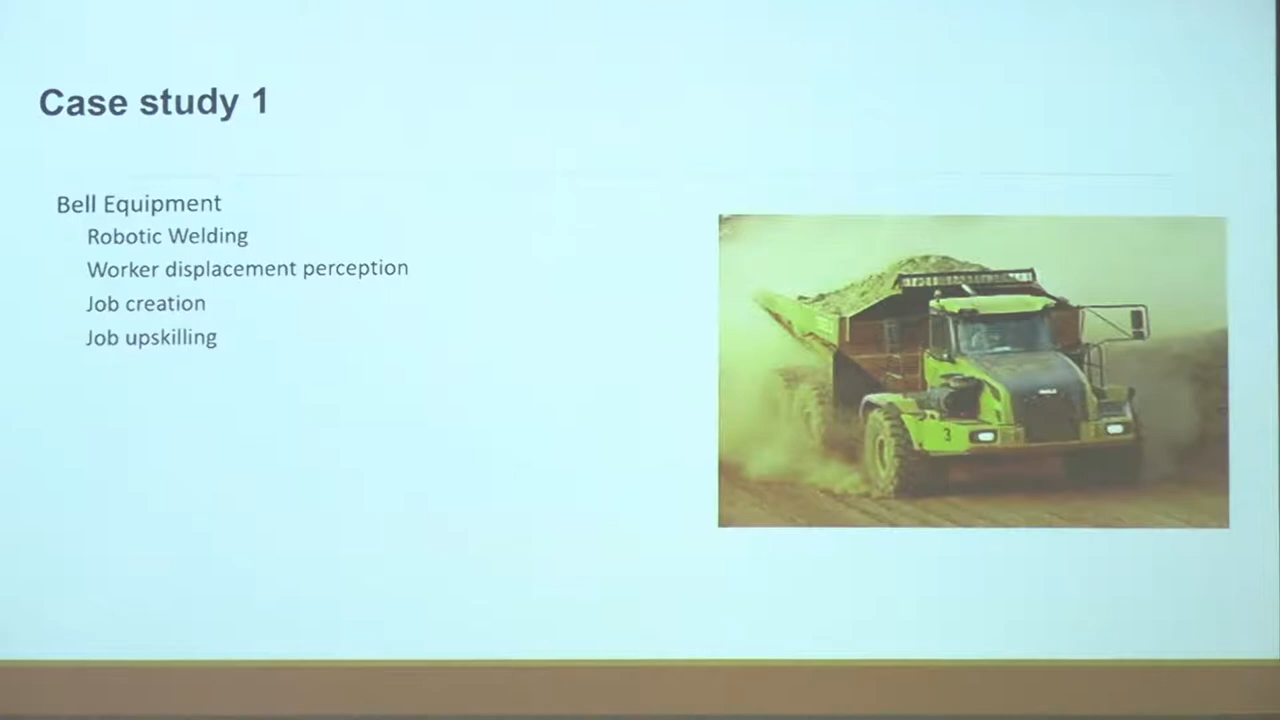 Case study 1
Bell Equipment
Robotic Welding
Worker displacement perception
Job creation
Job upskilling
3